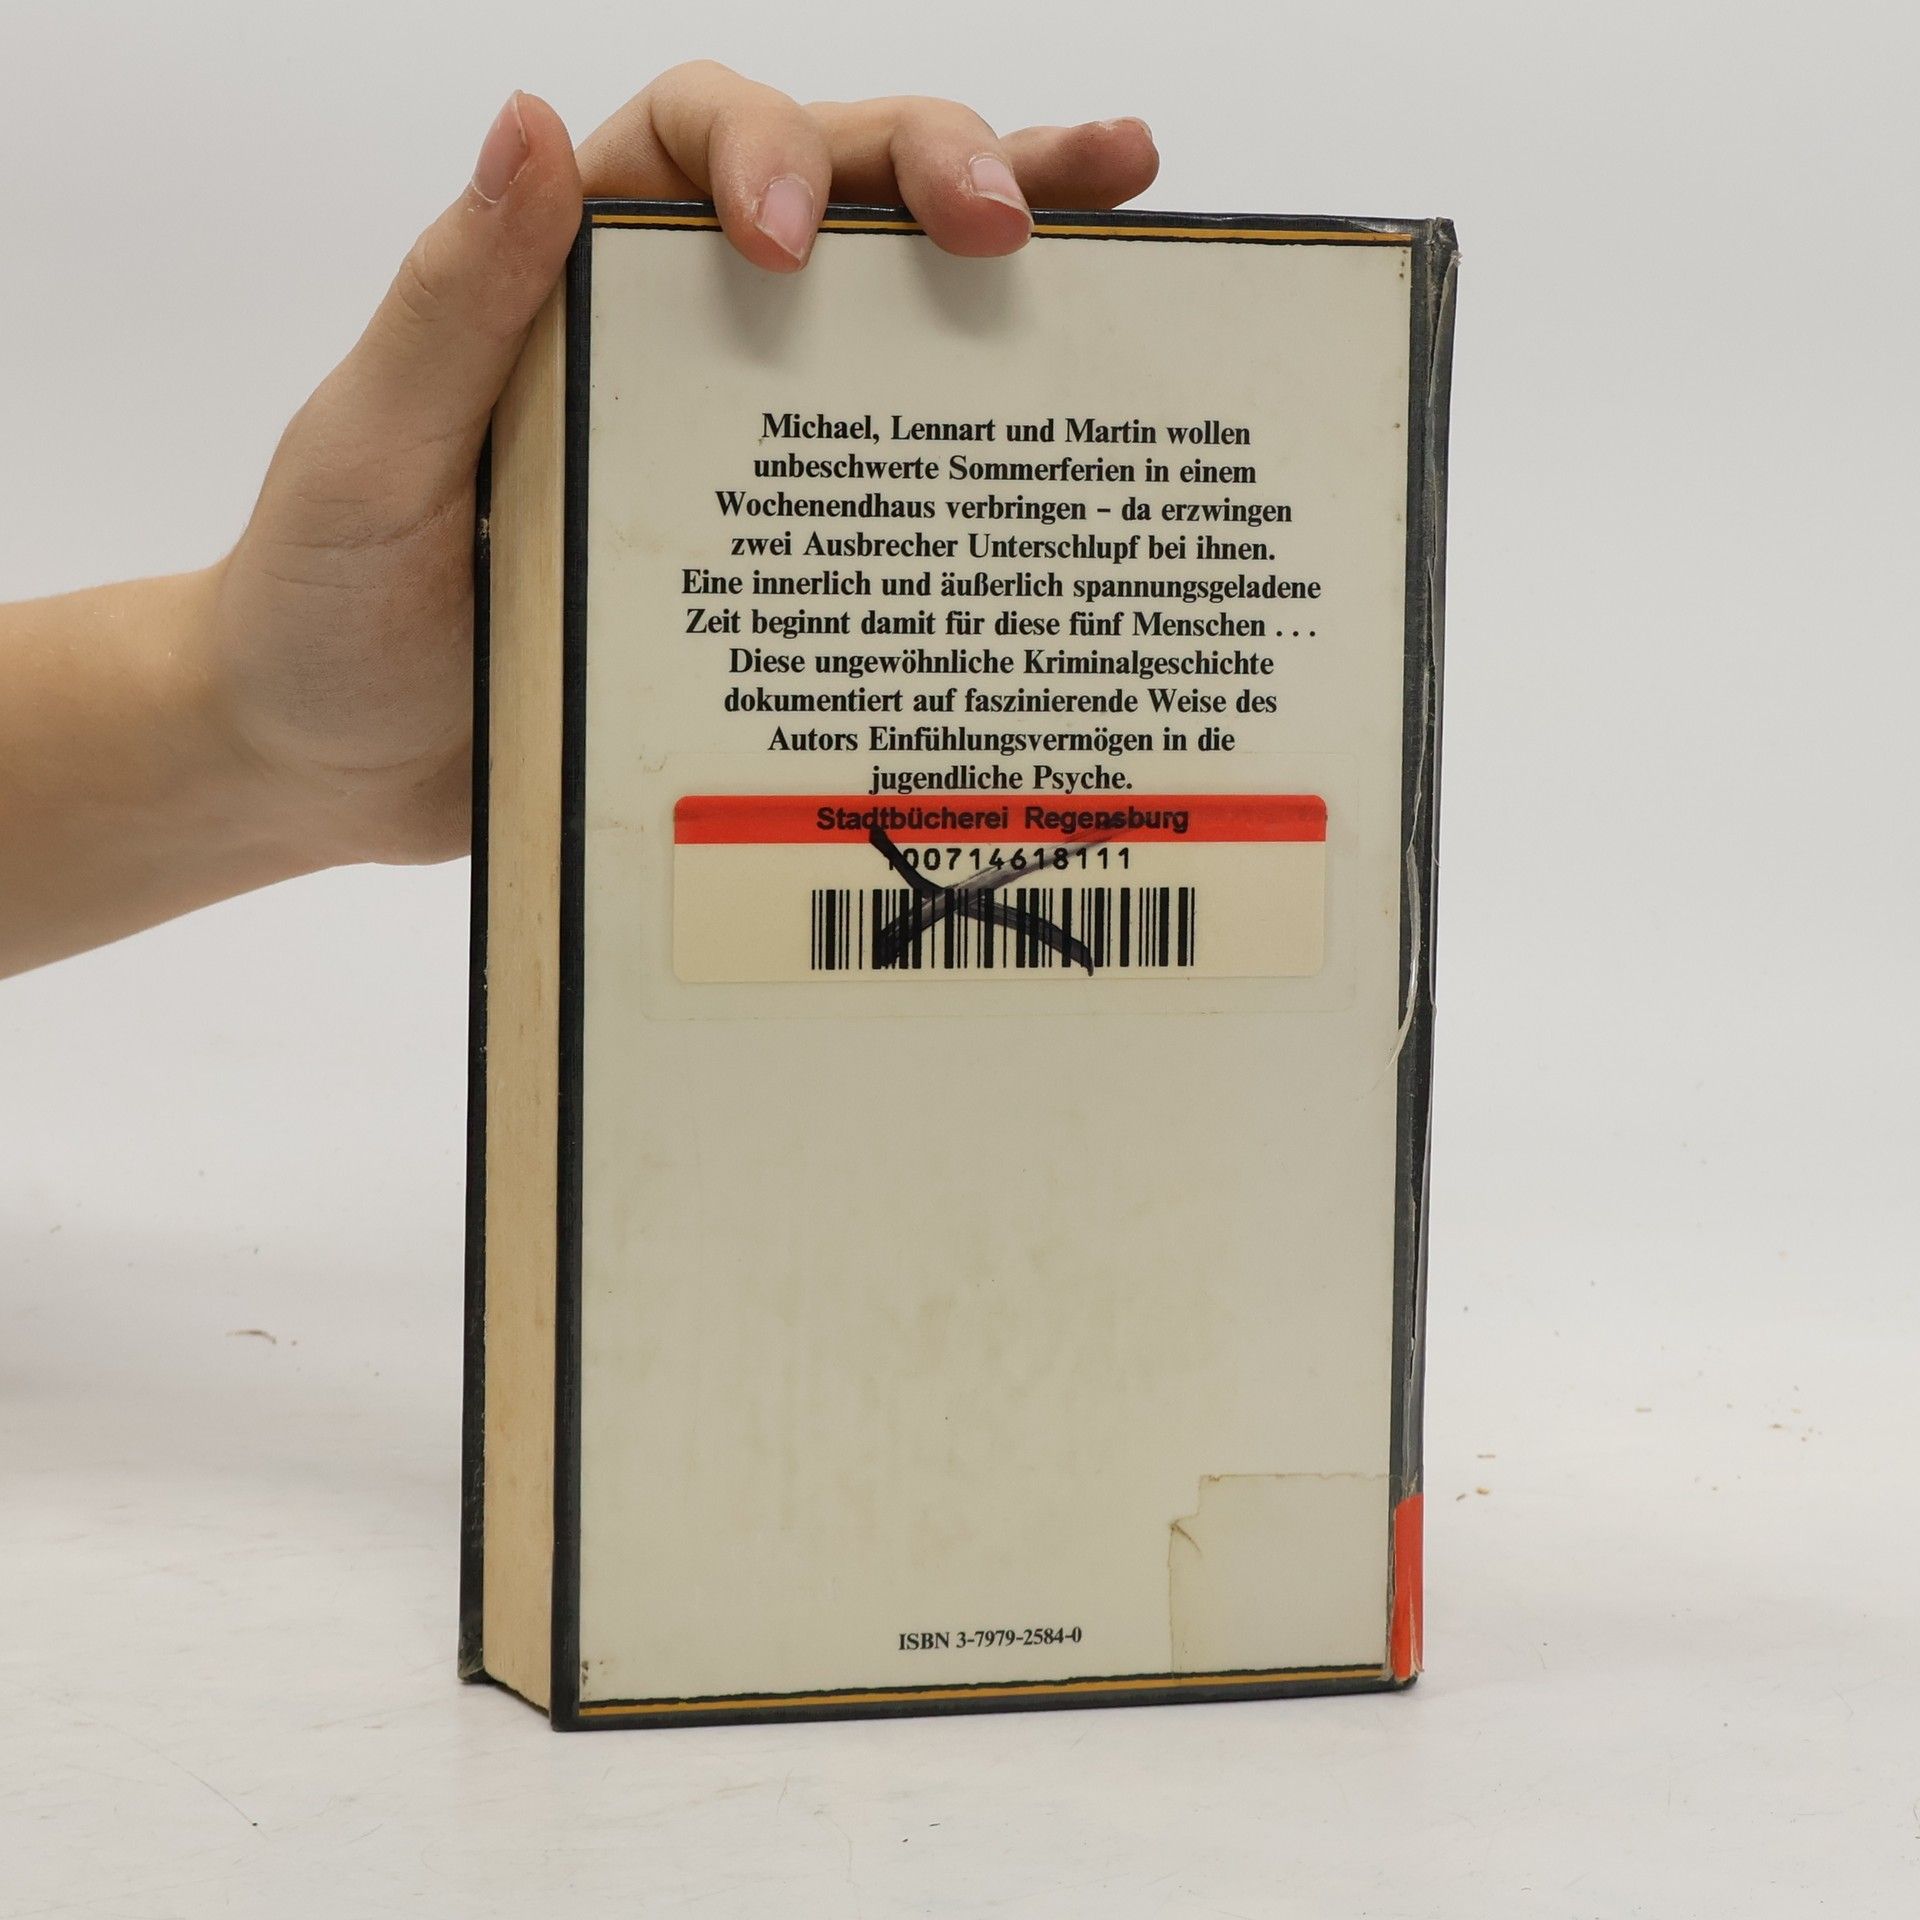 Michael, Lennart und Martin wollen
unbeschwerte Sommerferien in einem
Wochenendhaus verbringen – da erzwingen
zwei Ausbrecher Unterschlupf bei ihnen.
Eine innerlich und äußerlich spannungsgeladene
Zeit beginnt damit für diese fünf Menschen . . .
Diese ungewöhnliche Kriminalgeschichte
dokumentiert auf faszinierende Weise des
Autors Einfühlungsvermögen in die
jugendliche Psyche.
Stadtbücherei Regensburg
100714618111
ISBN 3-7979-2584-0